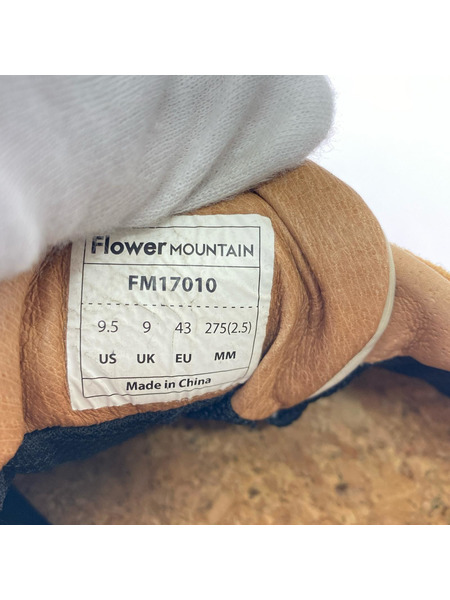 Flower MOUNTAIN
FM17010
9.5 9 43 275(2.5)
US UK EU MM
Made in China